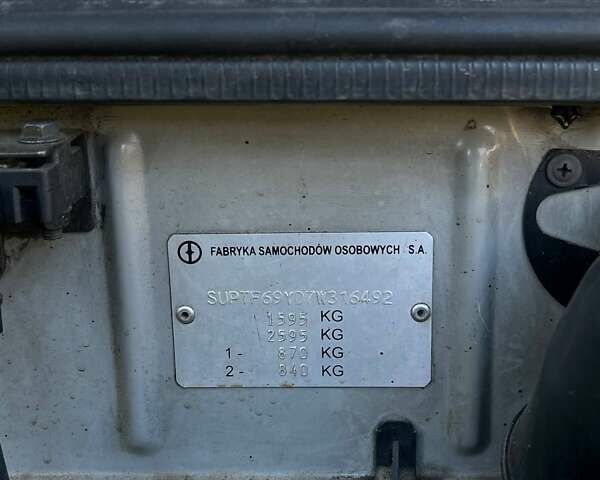 FABRYKA SAMOCHODÓW OSOBOWYCH S.A.
SUPTF69YD7W316492
1595 KG
2595 KG
1- 870 KG
2- 840 KG